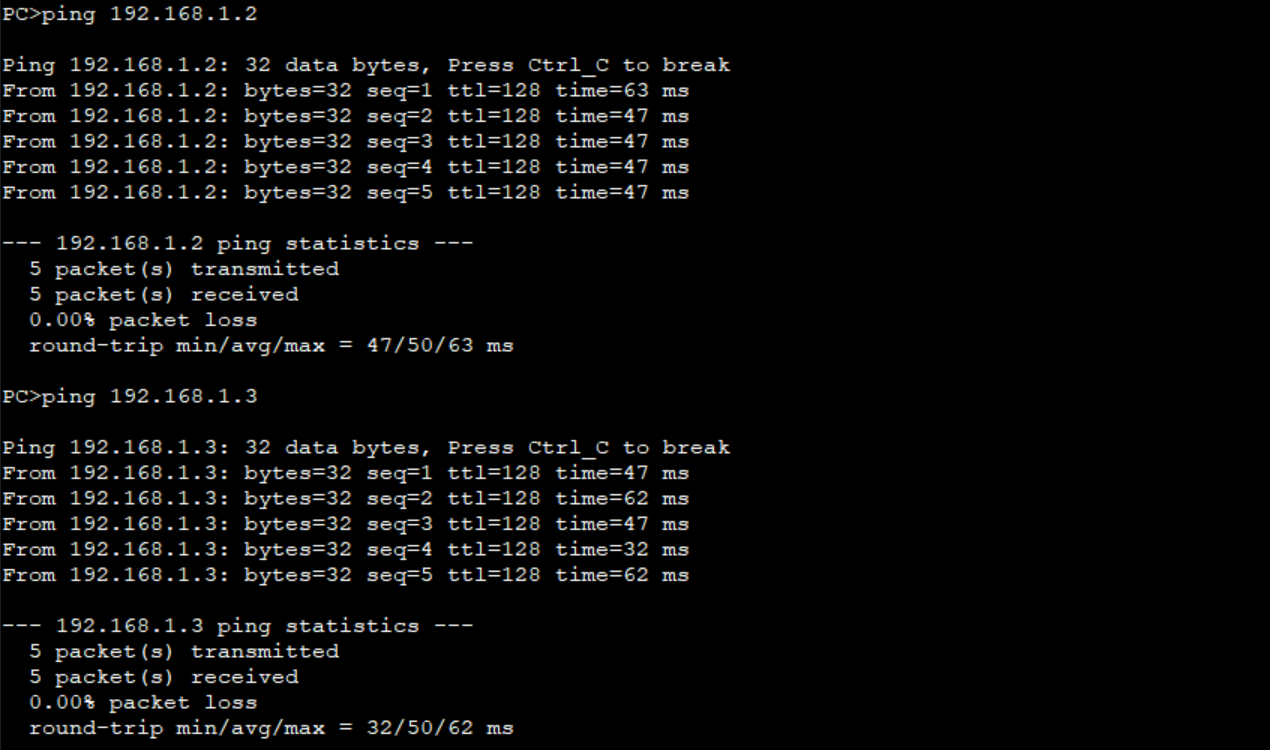 PC>ping 192.168.1.2
Ping 192.168.1.2: 32 data bytes, Press Ctrl_C to break
From 192.168.1.2: bytes=32 seq=1 ttl=128 time=63 ms
From 192.168.1.2: bytes=32 seq=2 ttl=128 time=47 ms
From 192.168.1.2: bytes=32 seq=3 ttl=128 time=47 ms
From 192.168.1.2: bytes=32 seq=4 ttl=128 time=47 ms
From 192.168.1.2: bytes=32 seq=5 ttl=128 time=47 ms
--- 192.168.1.2 ping statistics ---
5 packet(s) transmitted
5 packet(s) received
0.00% packet loss
round-trip min/avg/max = 47/50/63 ms
PC>ping 192.168.1.3
Ping 192.168.1.3: 32 data bytes, Press Ctrl_C to break
From 192.168.1.3: bytes=32 seq=1 ttl=128 time=47 ms
From 192.168.1.3: bytes=32 seq=2 ttl=128 time=62 ms
From 192.168.1.3: bytes=32 seq=3 ttl=128 time=47 ms
From 192.168.1.3: bytes=32 seq=4 ttl=128 time=32 ms
From 192.168.1.3: bytes=32 seq=5 ttl=128 time=62 ms
--- 192.168.1.3 ping statistics ---
5 packet(s) transmitted
5 packet(s) received
0.00% packet loss
round-trip min/avg/max = 32/50/62 ms